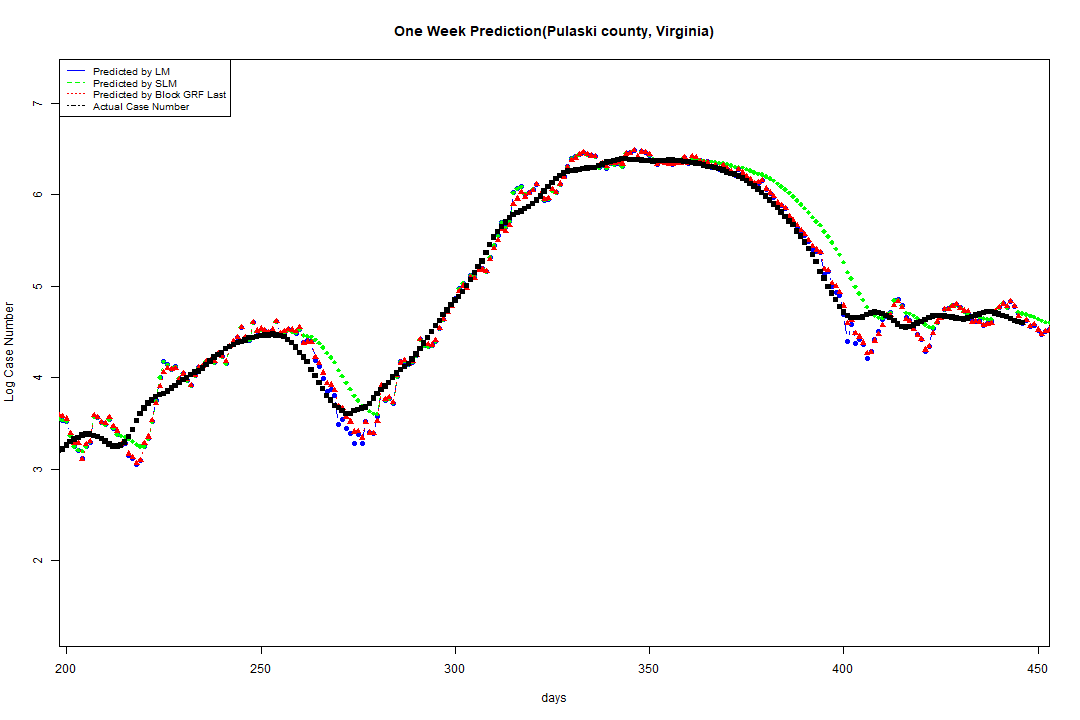 One Week Prediction(Pulaski county, Virginia)
Predicted by LM
Predicted by SLM
Predicted by Block GRF Last
Actual Case Number
7
6
5
4
3
2
Log Case Number
200 250 300 350 400 450
days